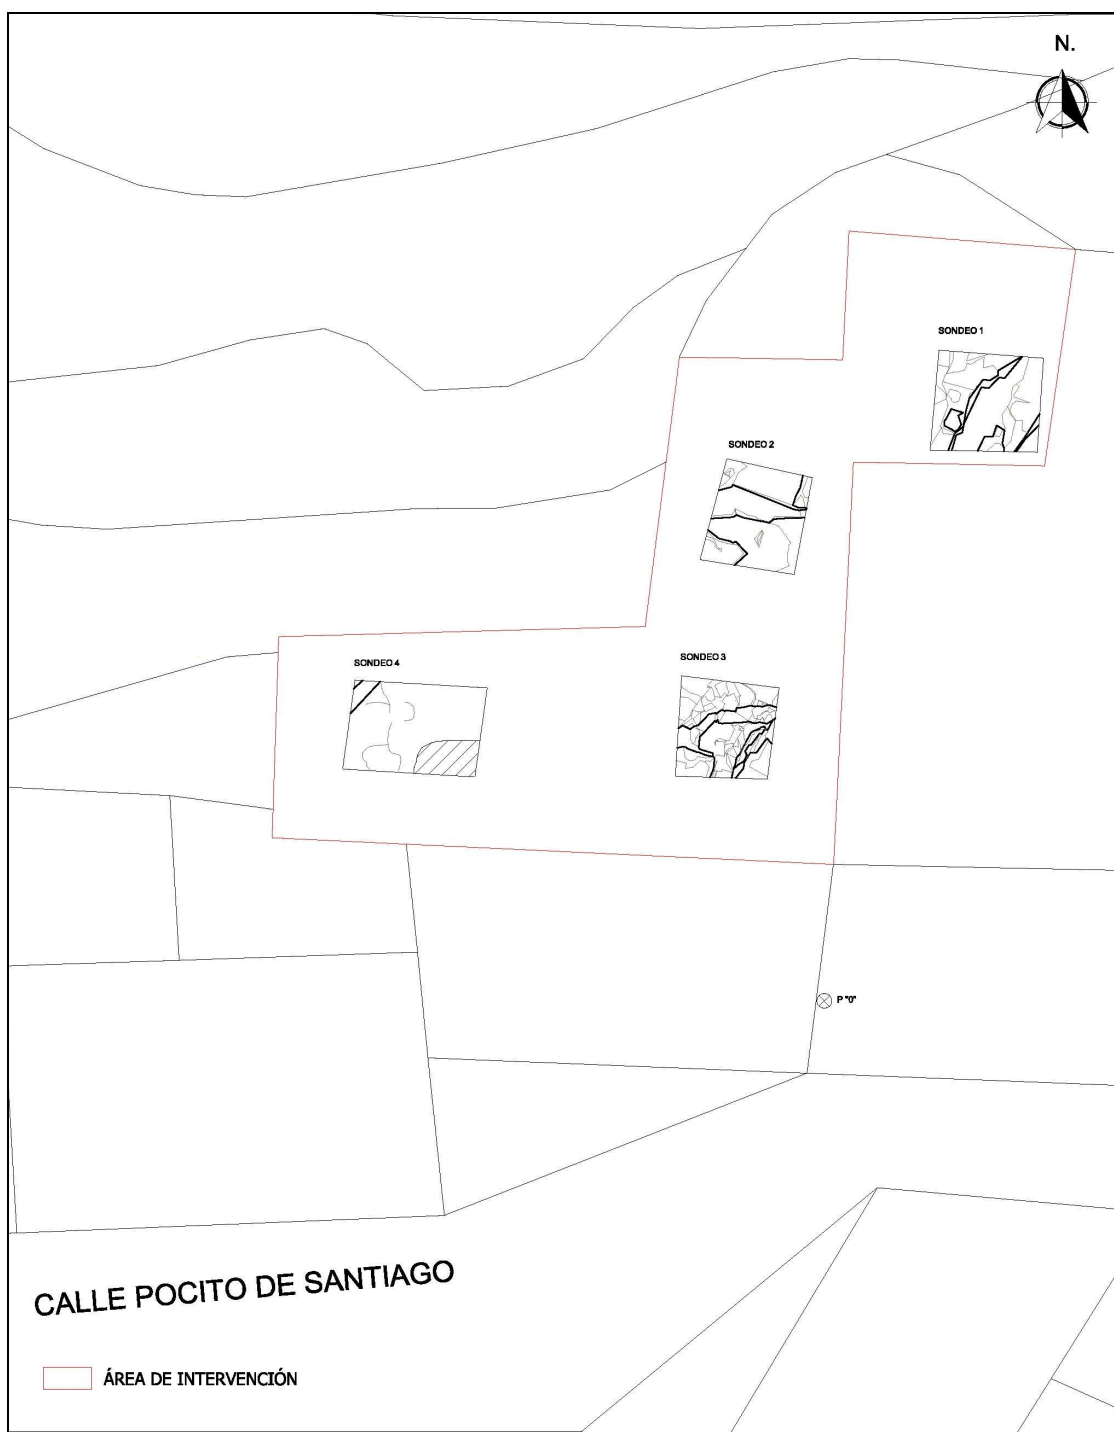 N.
SONDEO 1
SONDEO 2
SONDEO 3
SONDEO 4
P "0"
CALLE POCITO DE SANTIAGO
ÁREA DE INTERVENCIÓN